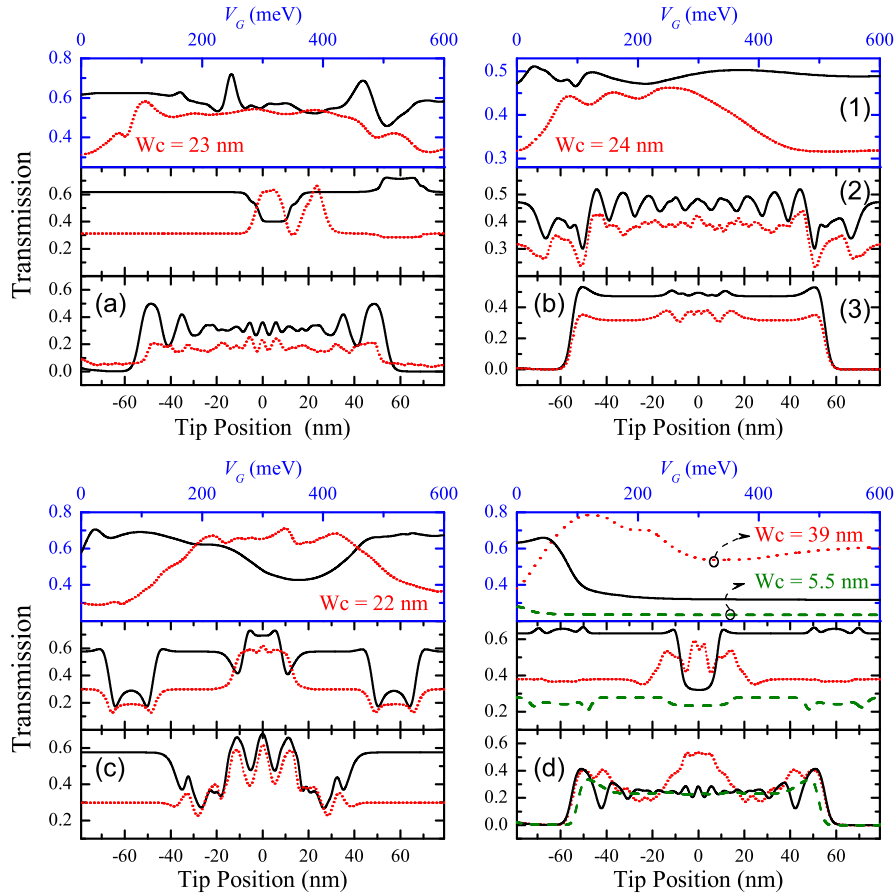 V_G (meV)
V_G (meV)
0 200 400 600
0 200 400 600
0.8
0.6
0.4
Wc = 23 nm
0.5
0.4
0.3
Wc = 24 nm
(1)
0.6
0.4
0.2
0.5
0.4
0.3
(2)
0.6
0.4
0.2
0.0
(a)
0.4
0.2
0.0
(b)
(3)
Transmission
-60 -40 -20 0 20 40 60
-60 -40 -20 0 20 40 60
Tip Position (nm)
Tip Position (nm)
V_G (meV)
V_G (meV)
0 200 400 600
0 200 400 600
0.8
0.6
0.4
Wc = 22 nm
0.8
0.6
0.4
Wc = 39 nm
Wc = 5.5 nm
0.6
0.4
0.2
0.6
0.4
0.2
0.6
0.4
0.2
(c)
0.6
0.4
0.2
0.0
(d)
Transmission
-60 -40 -20 0 20 40 60
-60 -40 -20 0 20 40 60
Tip Position (nm)
Tip Position (nm)